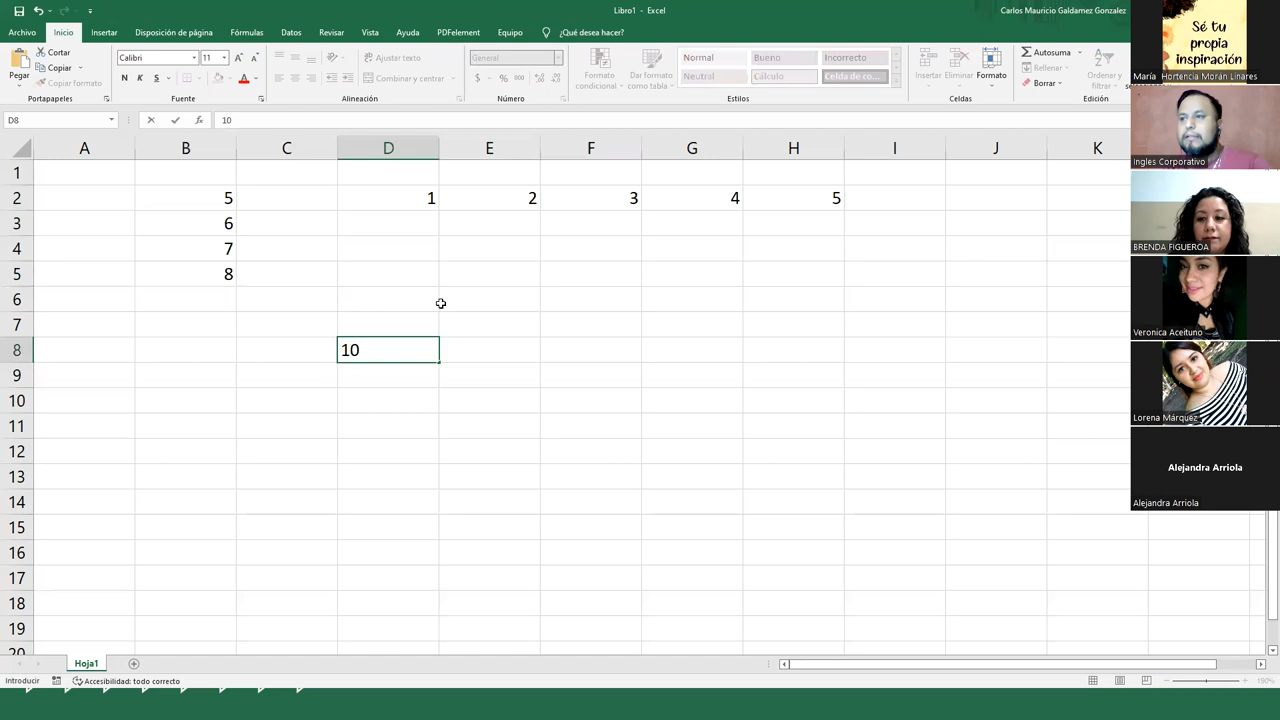 Libro1 - Excel
Carlos Mauricio Galdamez Gonzalez
Archivo Inicio Insertar Disposición de página Fórmulas Datos Revisar Vista Ayuda PDFelement Equipo ¿Qué desea hacer?
Pegar
Cortar
Copiar
Copiar formato
Portapapeles
Calibri 11
N K S
Fuente
Ajustar texto
Combinar y centrar
Alineación
General
$ % 000
Número
Formato condicional
Dar formato como tabla
Normal Bueno Incorrecto
Neutral Cálculo Celda de co...
Estilos
Insertar Eliminar Formato
Celdas
Autosuma
Rellenar
Borrar
Ordenar y filtrar
Edición
D8 fx 10
A B C D E F G H I J K
1
2 5 1 2 3 4 5
3 6
4 7
5 8
6
7
8 10
9
10
11
12
13
14
15
16
17
18
19
20
Hoja1
Introducir
Accesibilidad: todo correcto
190%
Sé tu
propia
inspiración
María Hortencia Morán Linares
Ingles Corporativo
BRENDA FIGUEROA
Veronica Aceituno
Lorena Márquez
Alejandra Arriola
Alejandra Arriola